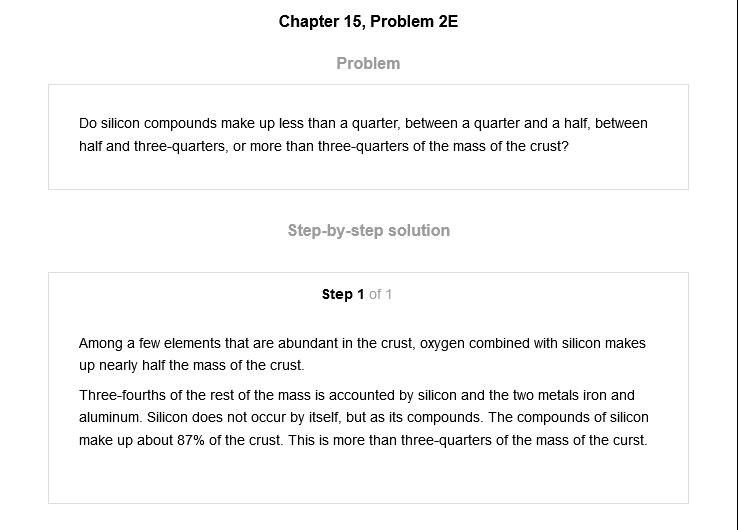 Chapter 15, Problem 2E
Problem
Do silicon compounds make up less than a quarter, between a quarter and a half, between
half and three-quarters, or more than three-quarters of the mass of the crust?
Step-by-step solution
Step 1 of 1
Among a few elements that are abundant in the crust, oxygen combined with silicon makes
up nearly half the mass of the crust.
Three-fourths of the rest of the mass is accounted by silicon and the two metals iron and
aluminum. Silicon does not occur by itself, but as its compounds. The compounds of silicon
make up about 87% of the crust. This is more than three-quarters of the mass of the curst.